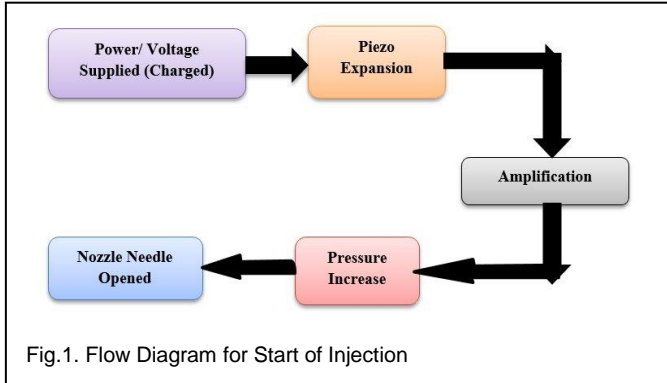 Power/ Voltage
Supplied (Charged)
Piezo
Expansion
Amplification
Pressure
Increase
Nozzle Needle
Opened
Fig.1. Flow Diagram for Start of Injection